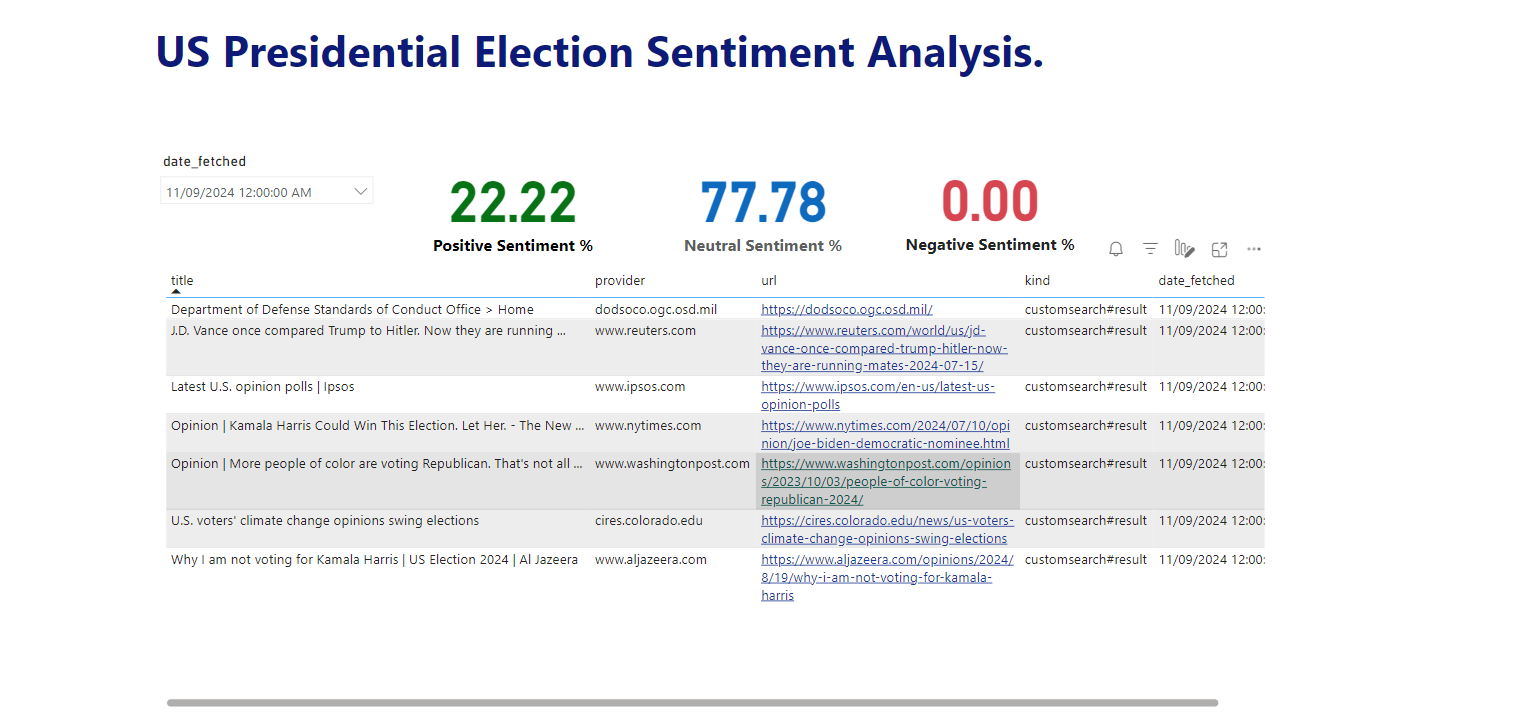 US Presidential Election Sentiment Analysis.
date_fetched
11/09/2024 12:00:00 AM
22.22
Positive Sentiment %
77.78
Neutral Sentiment %
0.00
Negative Sentiment %
title provider url kind date_fetched
Department of Defense Standards of Conduct Office > Home dodsoco.ogc.osd.mil https://dodsoco.ogc.osd.mil/ customsearch#result 11/09/2024 12:00:
J.D. Vance once compared Trump to Hitler. Now they are running ... www.reuters.com https://www.reuters.com/world/us/jd- customsearch#result 11/09/2024 12:00:
vance-once-compared-trump-hitler-now-
they-are-running-mates-2024-07-15/
Latest U.S. opinion polls | Ipsos www.ipsos.com https://www.ipsos.com/en-us/latest-us- customsearch#result 11/09/2024 12:00:
opinion-polls
Opinion | Kamala Harris Could Win This Election. Let Her. - The New ... www.nytimes.com https://www.nytimes.com/2024/07/10/opi customsearch#result 11/09/2024 12:00:
nion/joe-biden-democratic-nominee.html
Opinion | More people of color are voting Republican. That's not all ... www.washingtonpost.com https://www.washingtonpost.com/opinion customsearch#result 11/09/2024 12:00:
s/2023/10/03/people-of-color-voting-
republican-2024/
U.S. voters' climate change opinions swing elections cires.colorado.edu https://cires.colorado.edu/news/us-voters- customsearch#result 11/09/2024 12:00:
climate-change-opinions-swing-elections
Why I am not voting for Kamala Harris | US Election 2024 | Al Jazeera www.aljazeera.com https://www.aljazeera.com/opinions/2024/ customsearch#result 11/09/2024 12:00:
8/19/why-i-am-not-voting-for-kamala-
harris